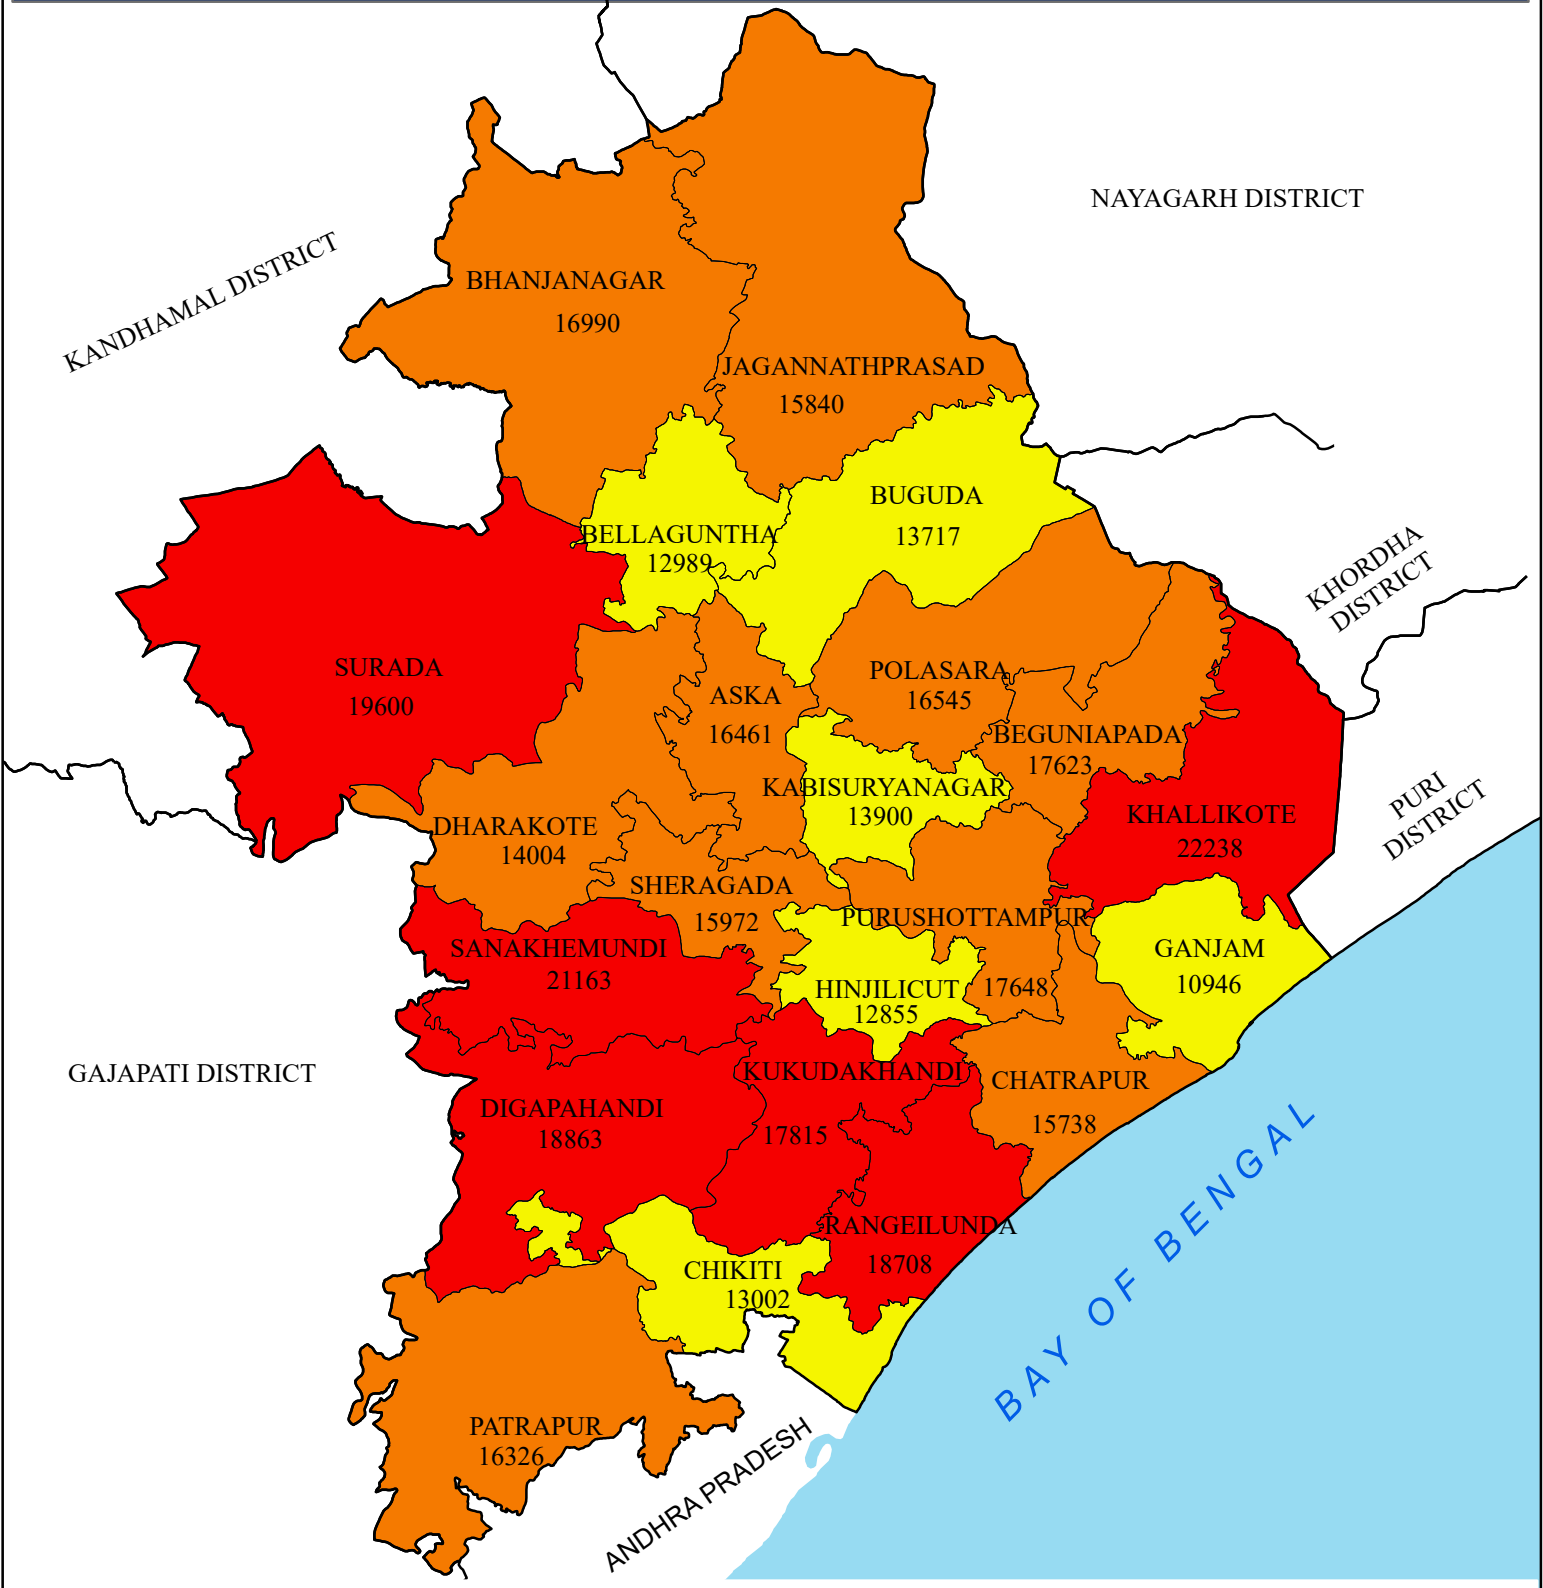 NAYAGARH DISTRICT
KANDHAMAL DISTRICT
BHANJANAGAR
16990
JAGANNATHPRASAD
15840
BUGUDA
13717
BELLAGUNTHA
12989
KHORDHA
DISTRICT
SURADA
19600
ASKA
16461
POLASARA
16545
BEGUNIAPADA
17623
KABISURYANAGAR
13900
KHALLIKOTE
22238
PURI
DISTRICT
DHARAKOTE
14004
SHERAGADA
15972
PURUSHOTTAMPUR
17648
SANAKHEMUNDI
21163
GANJAM
10946
HINJILICUT
12855
GAJAPATI DISTRICT
KUKUDAKHANDI
17815
CHATRAPUR
15738
DIGAPAHANDI
18863
RANGEILUNDA
18708
CHIKITI
13002
BAY OF BENGAL
PATRAPUR
16326
ANDHRA PRADESH